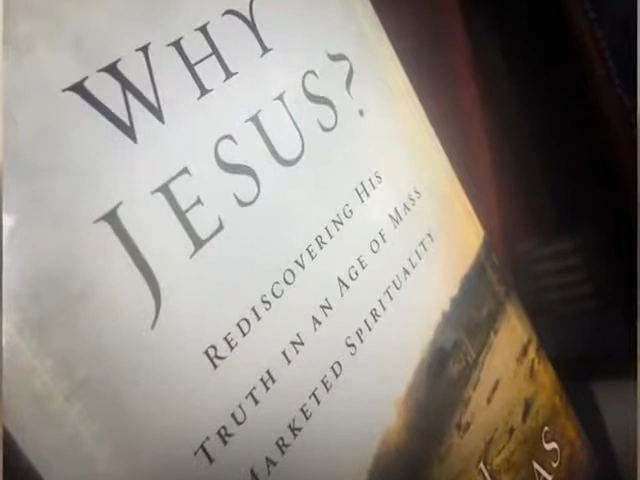 WHY
JESUS?
REDISCOVERING HIS
TRUTH IN AN AGE OF MASS
MARKETED SPIRITUALITY